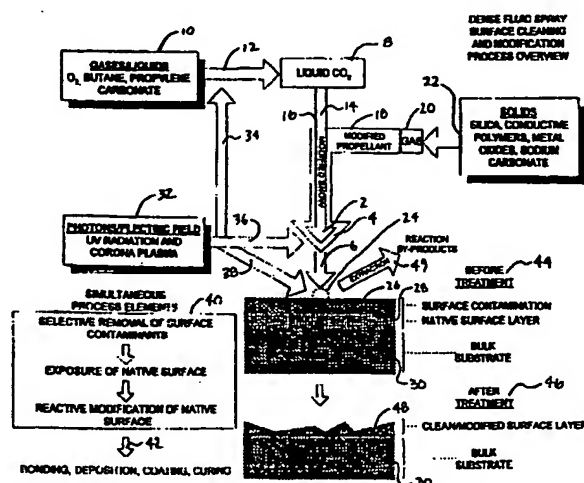 DENSE FLUID SPRAY
SURFACE CLEANING
AND MODIFICATION
PROCESS OVERVIEW
10
GASES/LIQUIDS
O₂, BUTANE, PROPYLENE
CARBONATE
12
8
LIQUID CO₂
14
16
18
20
22
MODIFIED
PROPELLANT
GAS
SOLIDS
SILICA, CONDUCTIVE
POLYMERS, METAL
OXIDES, SODIUM
CARBONATE
34
MODIFIED SNOW
32
PHOTONS/ELECTRIC FIELD
UV RADIATION AND
CORONA PLASMA
36
38
2
4
6
24
REACTION
BY-PRODUCTS
EXTRACTION
49
BEFORE
TREATMENT
44
26
28
SURFACE CONTAMINATION
NATIVE SURFACE LAYER
BULK
SUBSTRATE
30
SIMULTANEOUS
PROCESS ELEMENTS
40
SELECTIVE REMOVAL OF SURFACE
CONTAMINANTS
EXPOSURE OF NATIVE SURFACE
REACTIVE MODIFICATION OF NATIVE
SURFACE
42
BONDING, DEPOSITION, COATING, CURING
AFTER
TREATMENT
46
48
CLEAN/MODIFIED SURFACE LAYER
BULK
SUBSTRATE
30